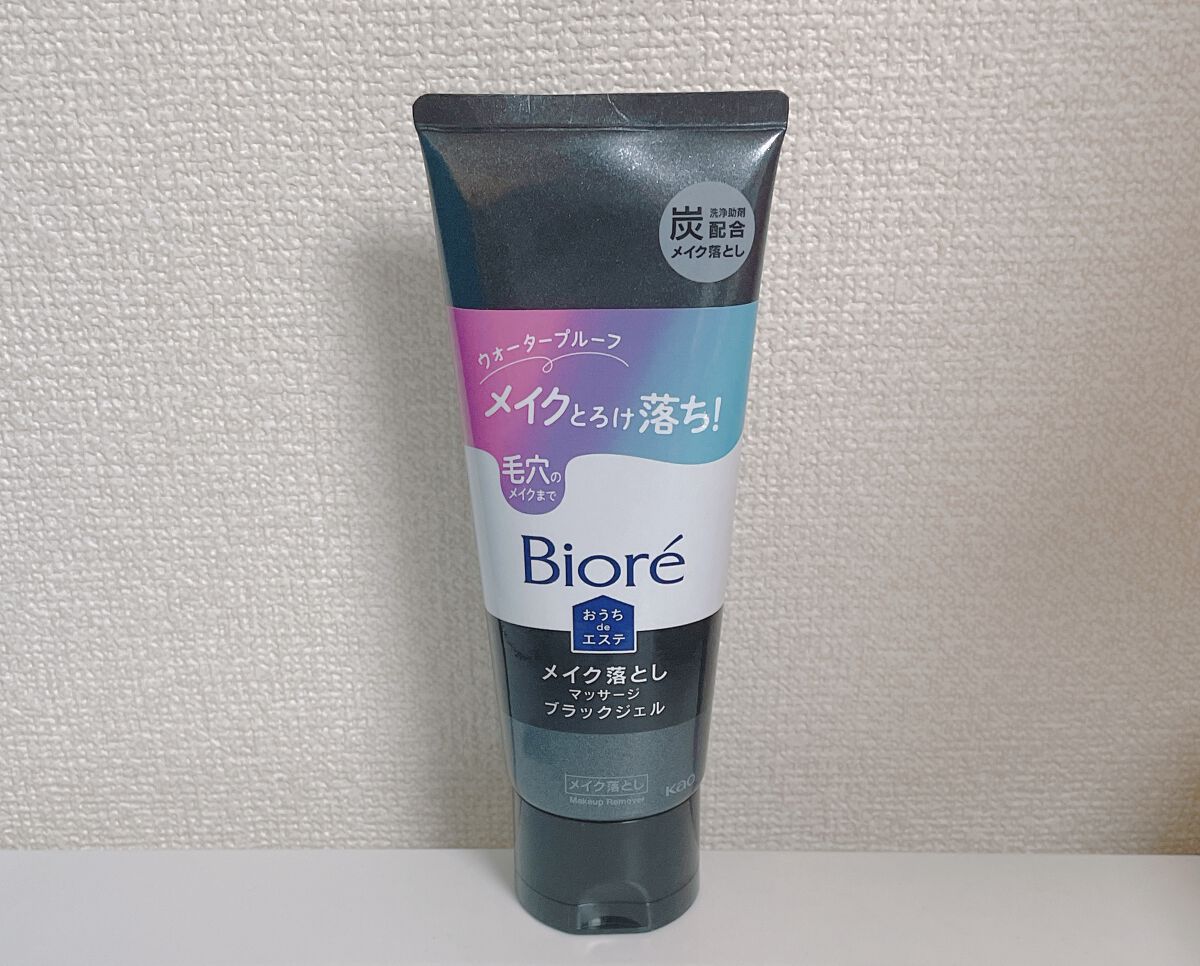 炭 洗浄助剤
配合
メイク落とし
ウォータープルーフ
メイクとろけ落ち!
毛穴の
メイクまで
Bioré
おうち
de
エステ
メイク落とし
マッサージ
ブラックジェル
メイク落とし
Makeup Remover
Kao